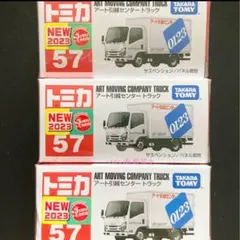 トミカ
ART MOVING COMPANY TRUCK
アート引越センター トラック
TAKARA TOMY
NEW 2023
57
0123
サスペンション/パネル開閉
トミカ
ART MOVING COMPANY TRUCK
アート引越センター トラック
TAKARA TOMY
NEW 2023
57
0123
サスペンション/パネル開閉
トミカ
ART MOVING COMPANY TRUCK
アート引越センター トラック
TAKARA TOMY
NEW 2023
57
0123